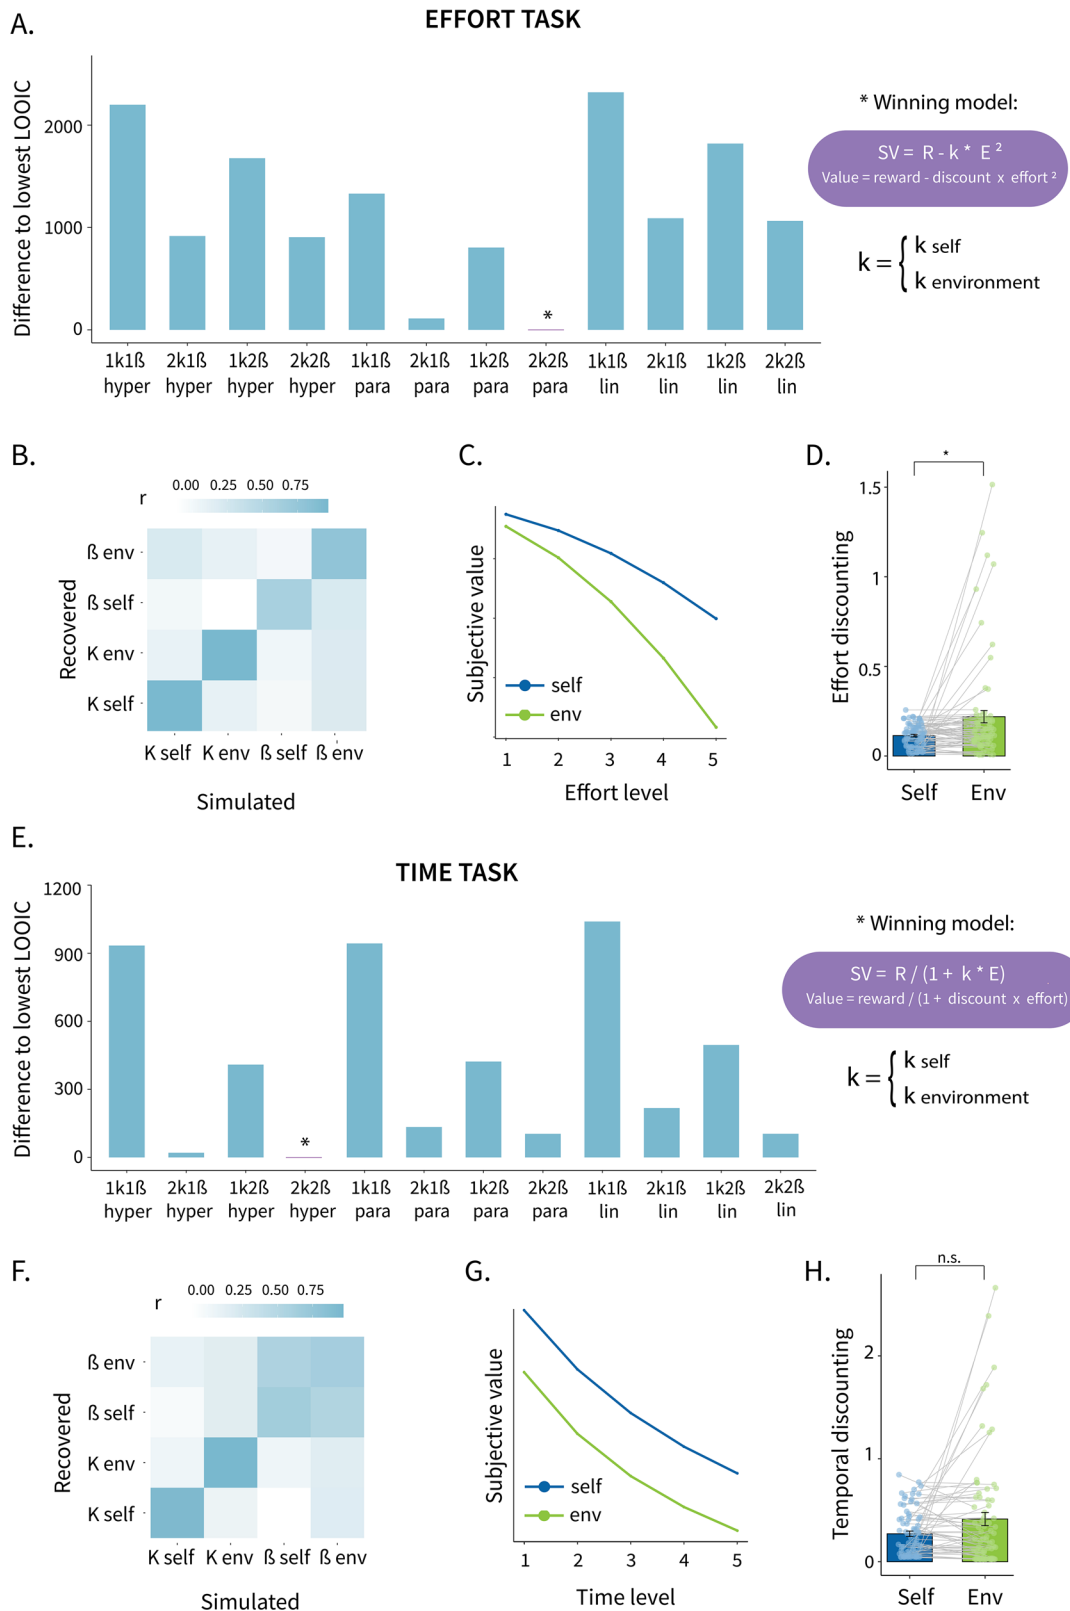 A.
EFFORT TASK
Difference to lowest LOOIC
2000
1000
0
*
1k1ß hyper
2k1ß hyper
1k2ß hyper
2k2ß hyper
1k1ß para
2k1ß para
1k2ß para
2k2ß para
1k1ß lin
2k1ß lin
1k2ß lin
2k2ß lin
* Winning model:
SV = R - k * E ²
Value = reward - discount x effort ²
k = { k self
k environment
B.
r
0.00 0.25 0.50 0.75
Recovered
ß env
ß self
K env
K self
K self K env ß self ß env
Simulated
C.
Subjective value
self
env
1 2 3 4 5
Effort level
D.
*
Effort discounting
1.5
1
0.5
0
Self Env
E.
TIME TASK
Difference to lowest LOOIC
1200
900
600
300
0
*
1k1ß hyper
2k1ß hyper
1k2ß hyper
2k2ß hyper
1k1ß para
2k1ß para
1k2ß para
2k2ß para
1k1ß lin
2k1ß lin
1k2ß lin
2k2ß lin
* Winning model:
SV = R / (1 + k * E)
Value = reward / (1 + discount x effort)
k = { k self
k environment
F.
r
0.00 0.25 0.50 0.75
Recovered
ß env
ß self
K env
K self
K self K env ß self ß env
Simulated
G.
Subjective value
self
env
1 2 3 4 5
Time level
H.
n.s.
Temporal discounting
2
1
0
Self Env